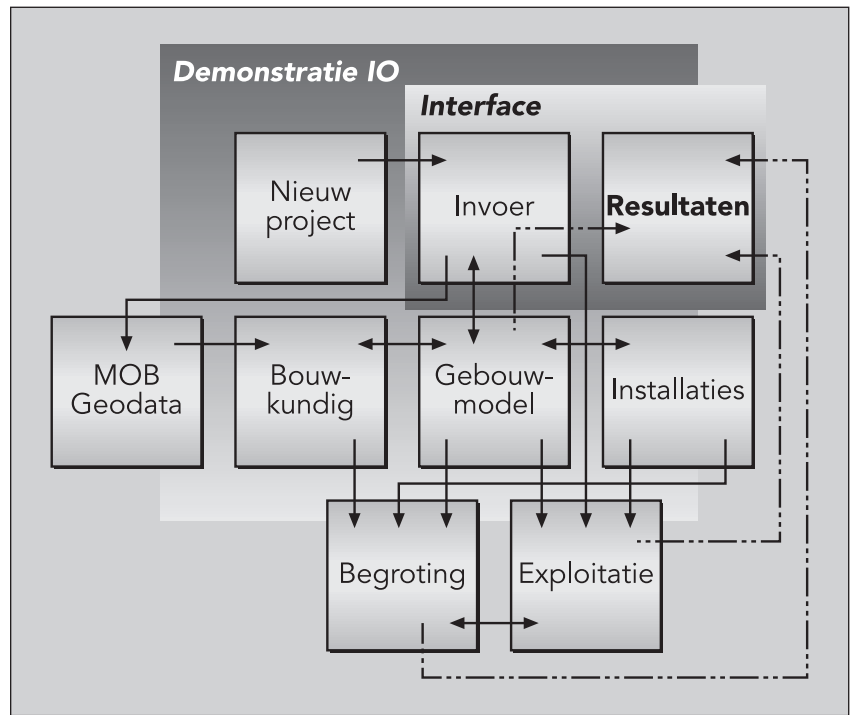 Demonstratie IO
Interface
Nieuw
project
Invoer
Resultaten
MOB
Geodata
Bouw-
kundig
Gebouw-
model
Installaties
Begroting
Exploitatie